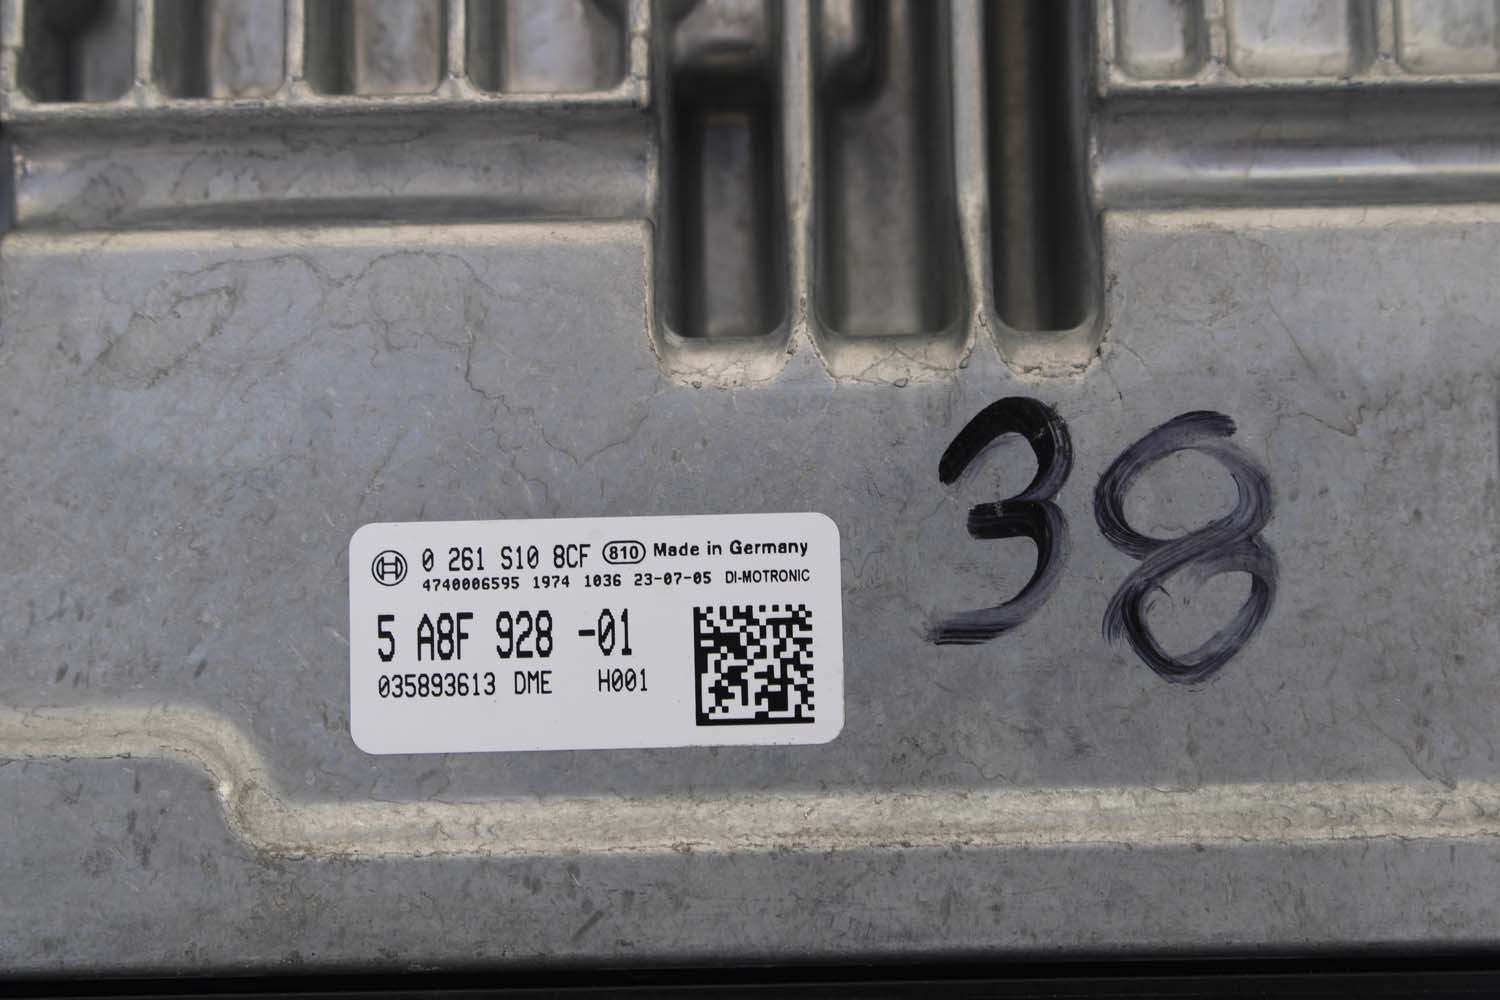 0 261 S10 8CF 810 Made in Germany
4740006595 1974 1036 23-07-05 DI-MOTRONIC
5 A8F 928 -01
035893613 DME H001
38